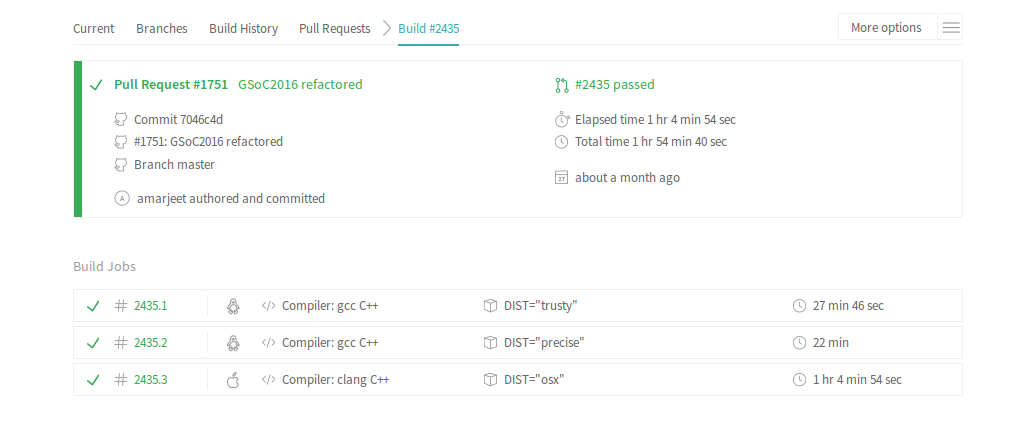 Current Branches Build History Pull Requests Build #2435 More options
Pull Request #1751 GSoC2016 refactored
Commit 7046c4d
#1751: GSoC2016 refactored
Branch master
A amarjeet authored and committed
#2435 passed
Elapsed time 1 hr 4 min 54 sec
Total time 1 hr 54 min 40 sec
27 about a month ago
Build Jobs
# 2435.1 </> Compiler: gcc C++ DIST="trusty" 27 min 46 sec
# 2435.2 </> Compiler: gcc C++ DIST="precise" 22 min
# 2435.3 </> Compiler: clang C++ DIST="osx" 1 hr 4 min 54 sec